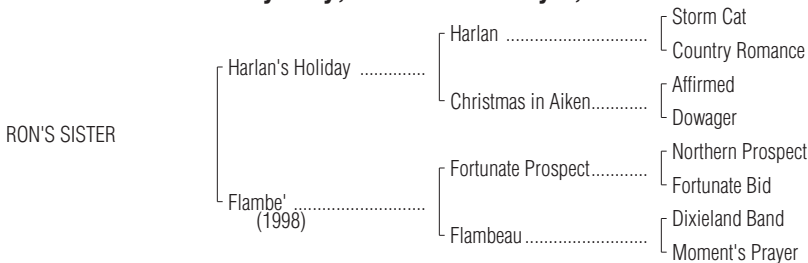 Storm Cat
Harlan ..............................
Country Romance
Harlan's Holiday ..............
Affirmed
Christmas in Aiken............
Dowager
RON'S SISTER
Northern Prospect
Fortunate Prospect............
Fortunate Bid
Flambe' ............................
(1998)
Dixieland Band
Flambeau ..........................
Moment's Prayer